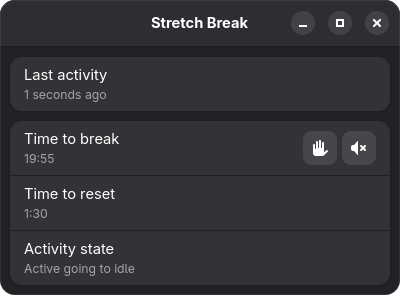 Stretch Break
Last activity
1 seconds ago
Time to break
19:55
Time to reset
1:30
Activity state
Active going to idle